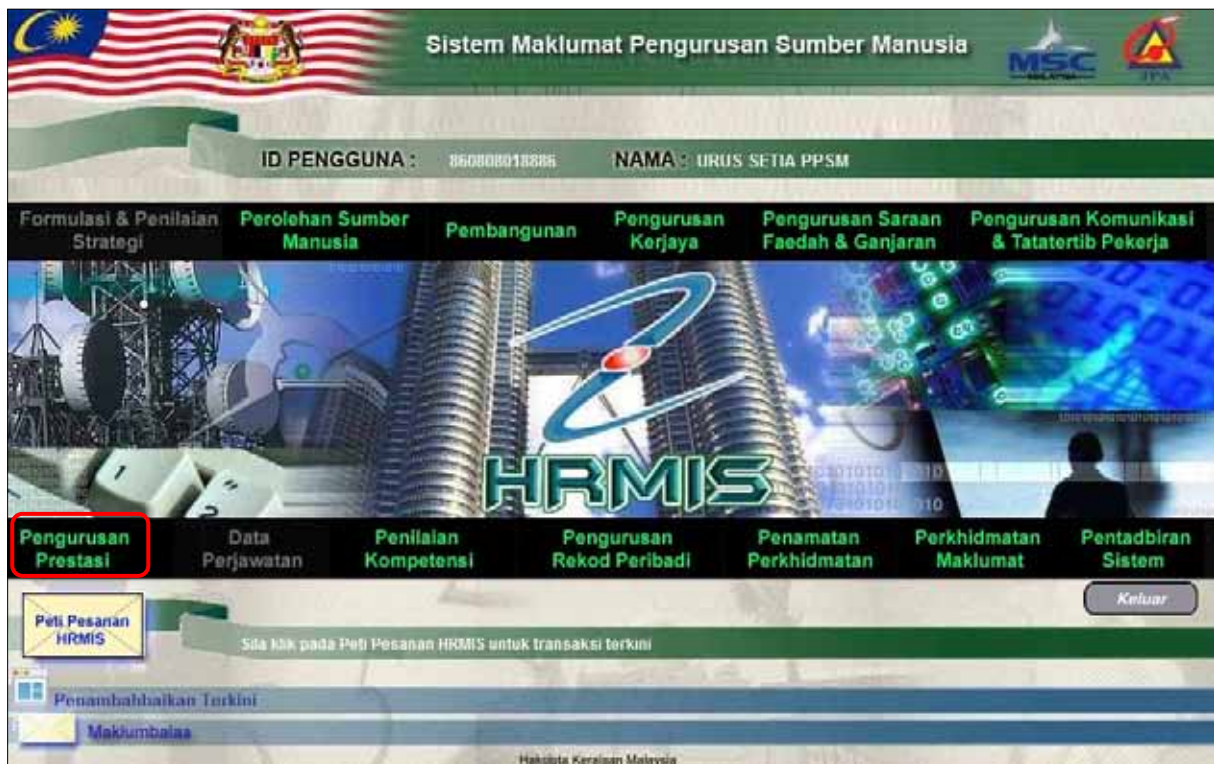 Sistem Maklumat Pengurusan Sumber Manusia
MSC
MALAYSIA
JPA
ID PENGGUNA : 860808018886 NAMA : URUS SETIA PPSM
Formulasi & Penilaian Strategi
Perolehan Sumber Manusia
Pembangunan
Pengurusan Kerjaya
Pengurusan Saraan Faedah & Ganjaran
Pengurusan Komunikasi & Tatatertib Pekerja
HRMIS
Pengurusan Prestasi
Data Perjawatan
Penilaian Kompetensi
Pengurusan Rekod Peribadi
Penamatan Perkhidmatan
Perkhidmatan Maklumat
Pentadbiran Sistem
Keluar
Peti Pesanan
HRMIS
Sila klik pada Peti Pesanan HRMIS untuk transaksi terkini
Penambahbaikan Terkini
Maklumbalas
Hakcipta Kerajaan Malaysia